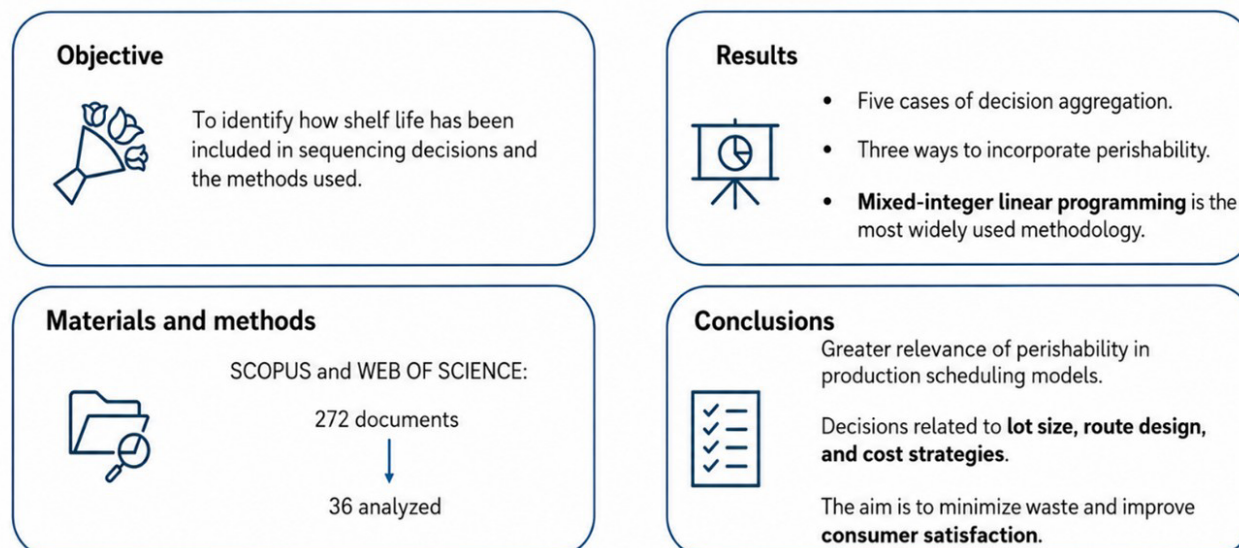 Objective
To identify how shelf life has been
included in sequencing decisions and
the methods used.
Results
• Five cases of decision aggregation.
• Three ways to incorporate perishability.
• Mixed-integer linear programming is the
most widely used methodology.
Materials and methods
SCOPUS and WEB OF SCIENCE:
272 documents
36 analyzed
Conclusions
Greater relevance of perishability in
production scheduling models.
Decisions related to lot size, route design,
and cost strategies.
The aim is to minimize waste and improve
consumer satisfaction.